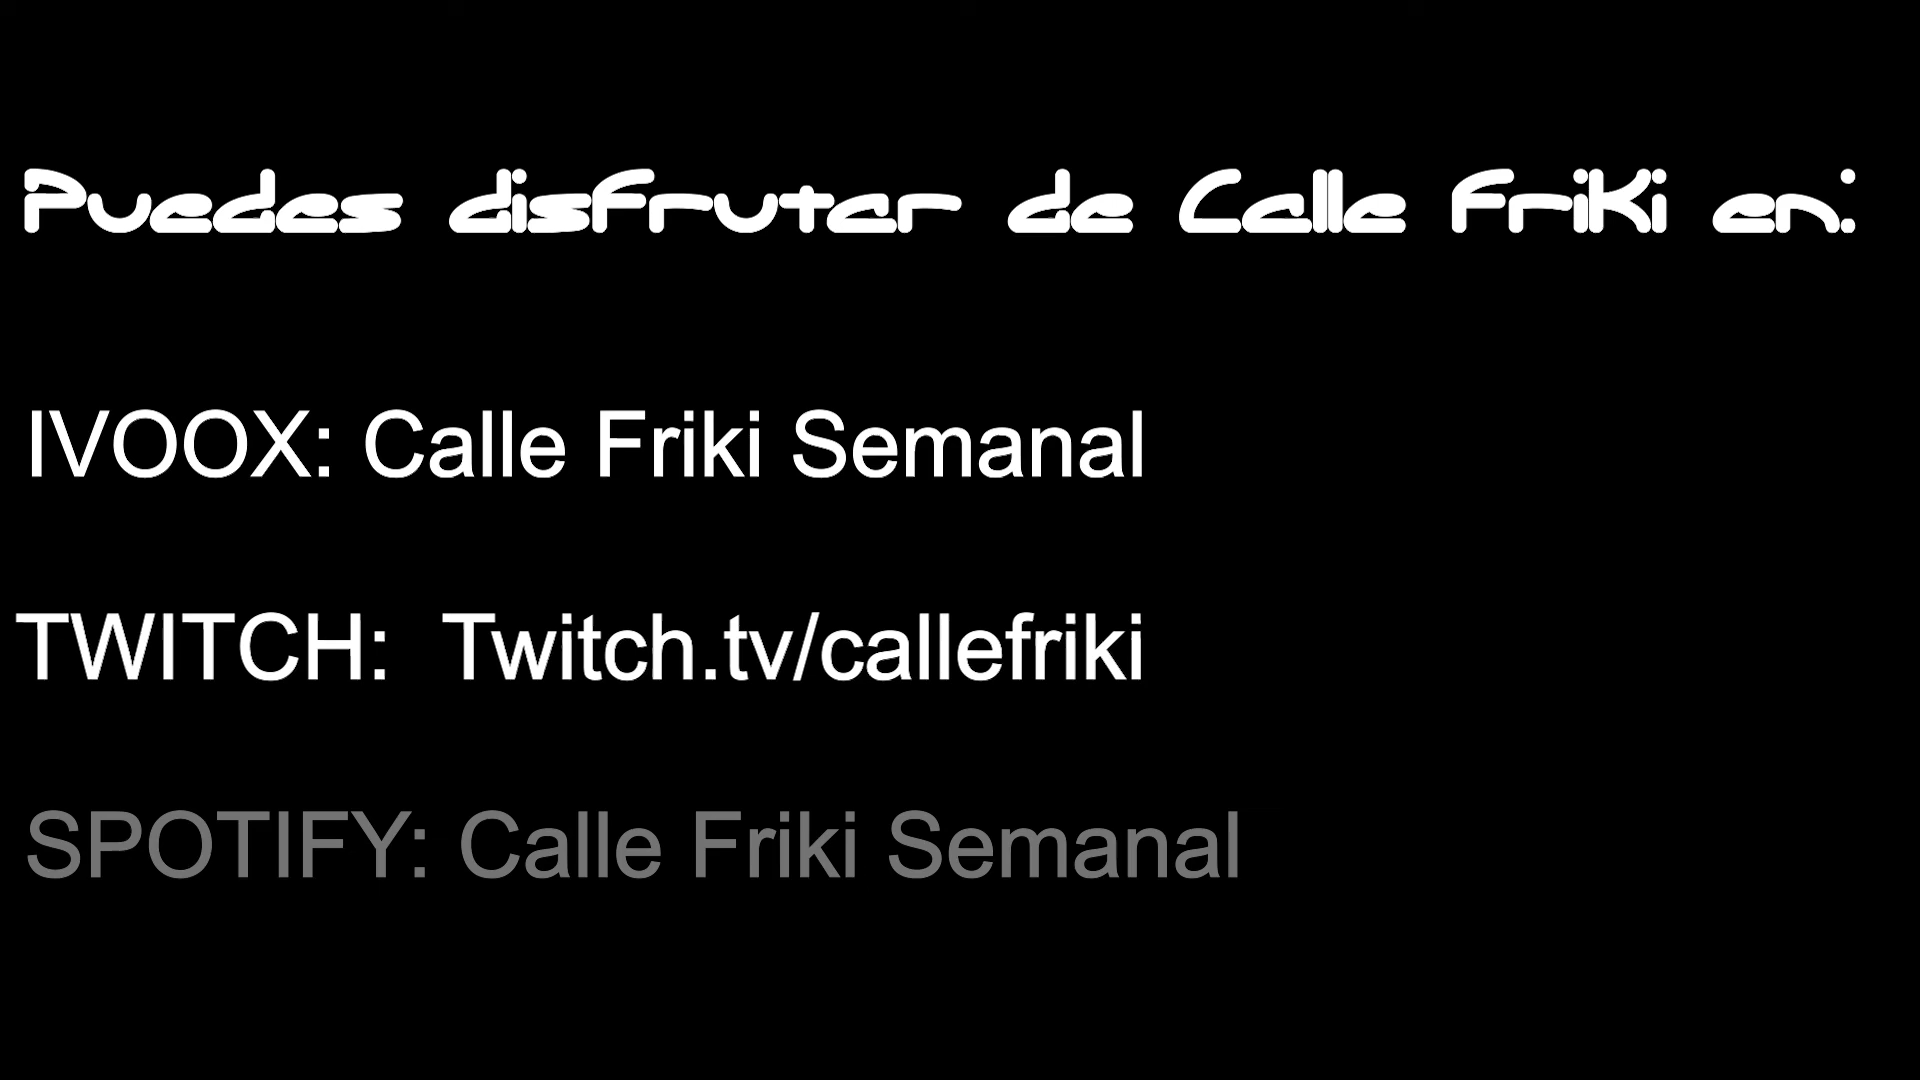 Puedes disfrutar de Calle Friki en:
IVOOX: Calle Friki Semanal
TWITCH: Twitch.tv/callefriki
SPOTIFY: Calle Friki Semanal